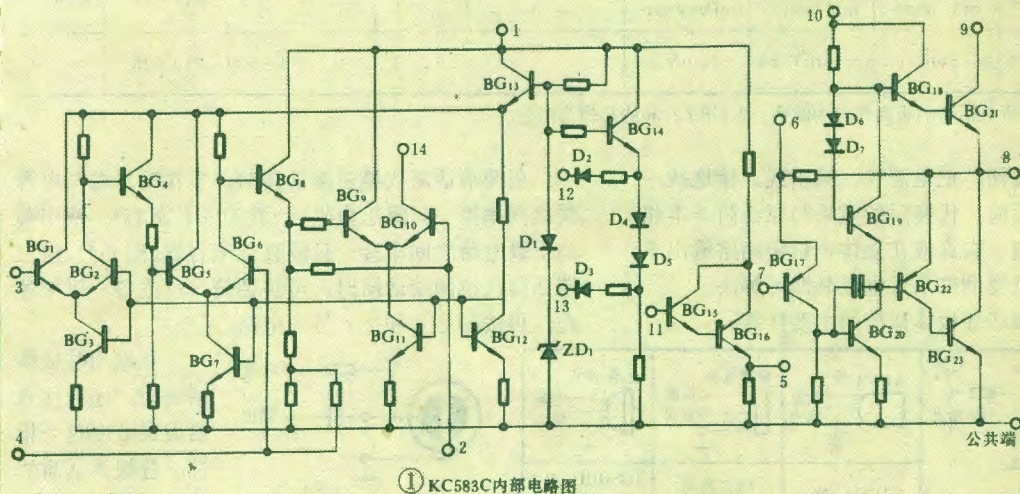 1
10
9
BG₁₃
BG₁₈
BG₂₁
BG₁₄
6
D₆
D₇
8
14
D₂
12
BG₄
BG₈
BG₉
BG₁₀
D₄
BG₁₉
BG1
BG₂
BG₅
BG₆
D₁
D₃
D₅
3
13
7
BG₁₇
BG₂₂
11
BG₁₅
BG₃
BG₇
BG₁₁
BG₁₂
ZD₁
BG₁₆
BG₂₀
BG₂₃
5
4
2
公共端
① KC583C内部电路图